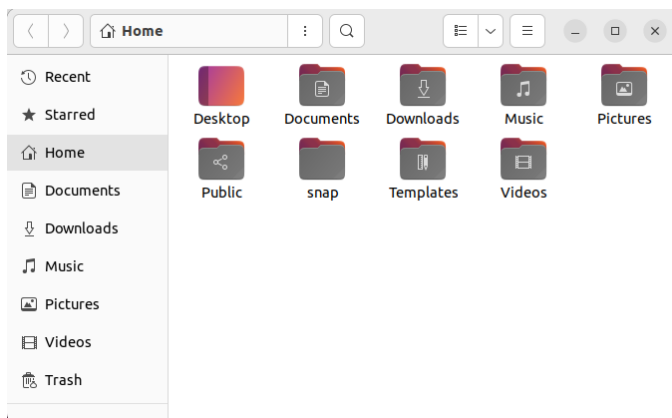 Home
Recent
Starred
Home
Documents
Downloads
Music
Pictures
Videos
Trash
Desktop Documents Downloads Music Pictures
Public snap Templates Videos